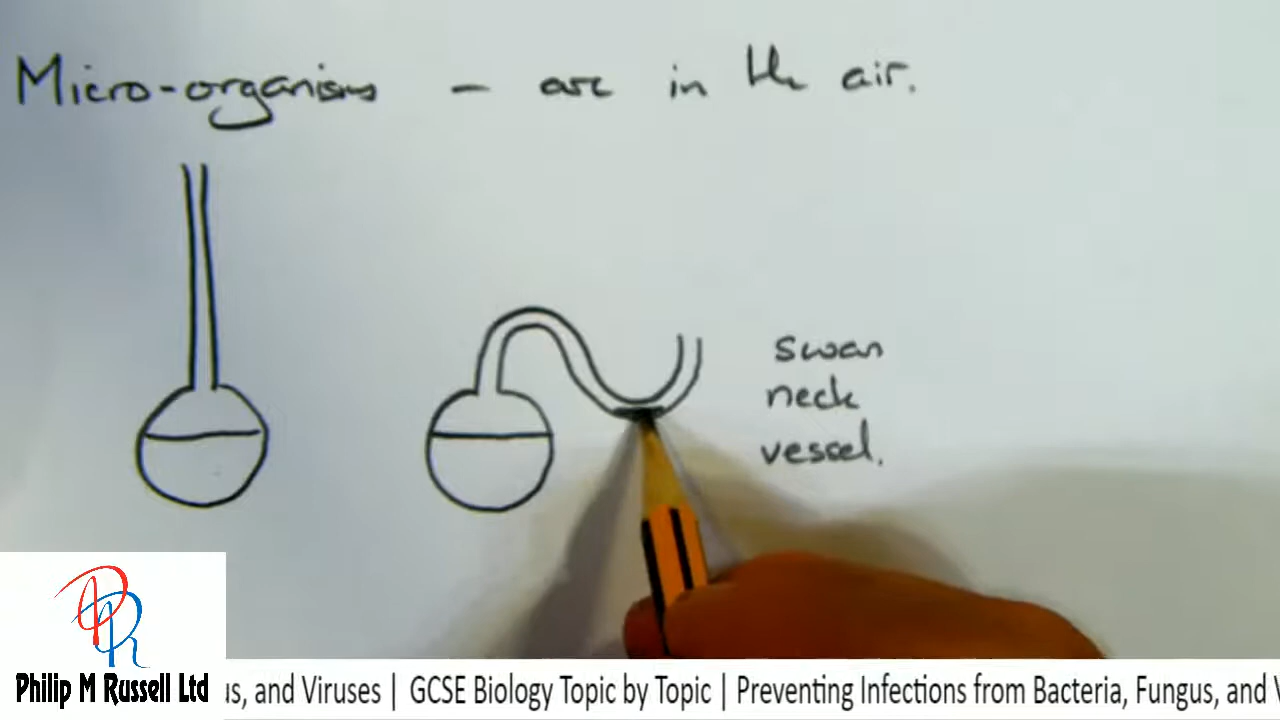 Micro-organisms - are in the air.
swan
neck
vessel.
Philip M Russell Ltd
us, and Viruses | GCSE Biology Topic by Topic | Preventing Infections from Bacteria, Fungus, and V